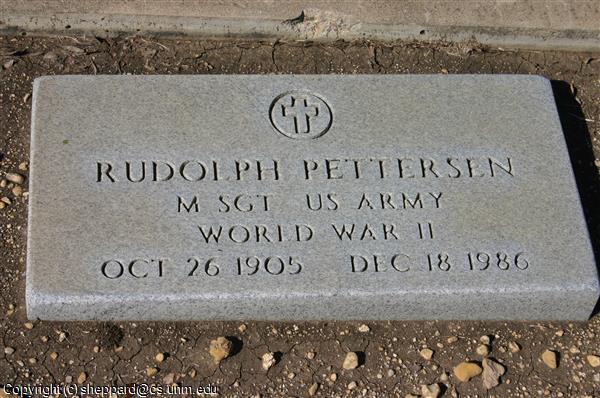 RUDOLPH PETTERSEN
M SGT US ARMY
WORLD WAR II
OCT 26 1905 DEC 18 1986
Copyright(c) sheppard@cs.unm.edu